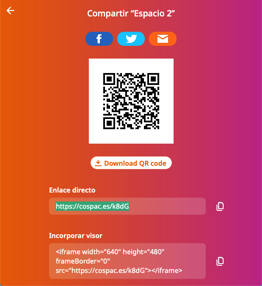 Compartir "Espacio 2"
Download QR code
Enlace directo
https://cospac.es/k8dG
Incorporar visor
<iframe width="640" height="480"
frameBorder="0"
src="https://cospac.es/k8dG"></iframe>